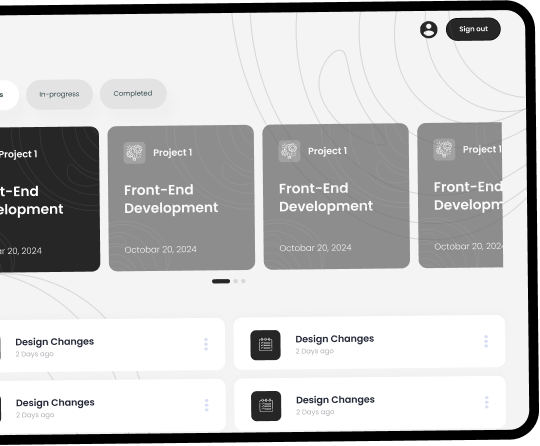 Sign out
s
In-progress
Completed
Project 1
t-End
elopment
ar 20, 2024
Project 1
Front-End
Development
Octobar 20, 2024
Project 1
Front-End
Development
Octobar 20, 2024
Project 1
Front-End
Developm
Octobar 20, 202
Design Changes
2 Days ago
Design Changes
2 Days ago
Design Changes
2 Days ago
Design Changes
2 Days ago